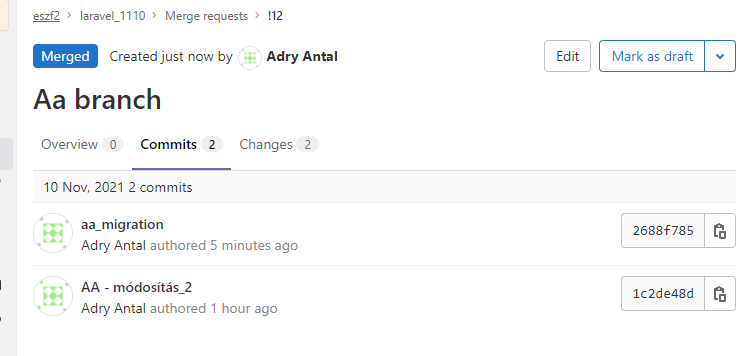 eszf2 > laravel_1110 > Merge requests > !12
Merged Created just now by Adry Antal Edit Mark as draft
Aa branch
Overview 0 Commits 2 Changes 2
10 Nov, 2021 2 commits
aa_migration
Adry Antal authored 5 minutes ago
2688f785
AA - módosítás_2
Adry Antal authored 1 hour ago
1c2de48d